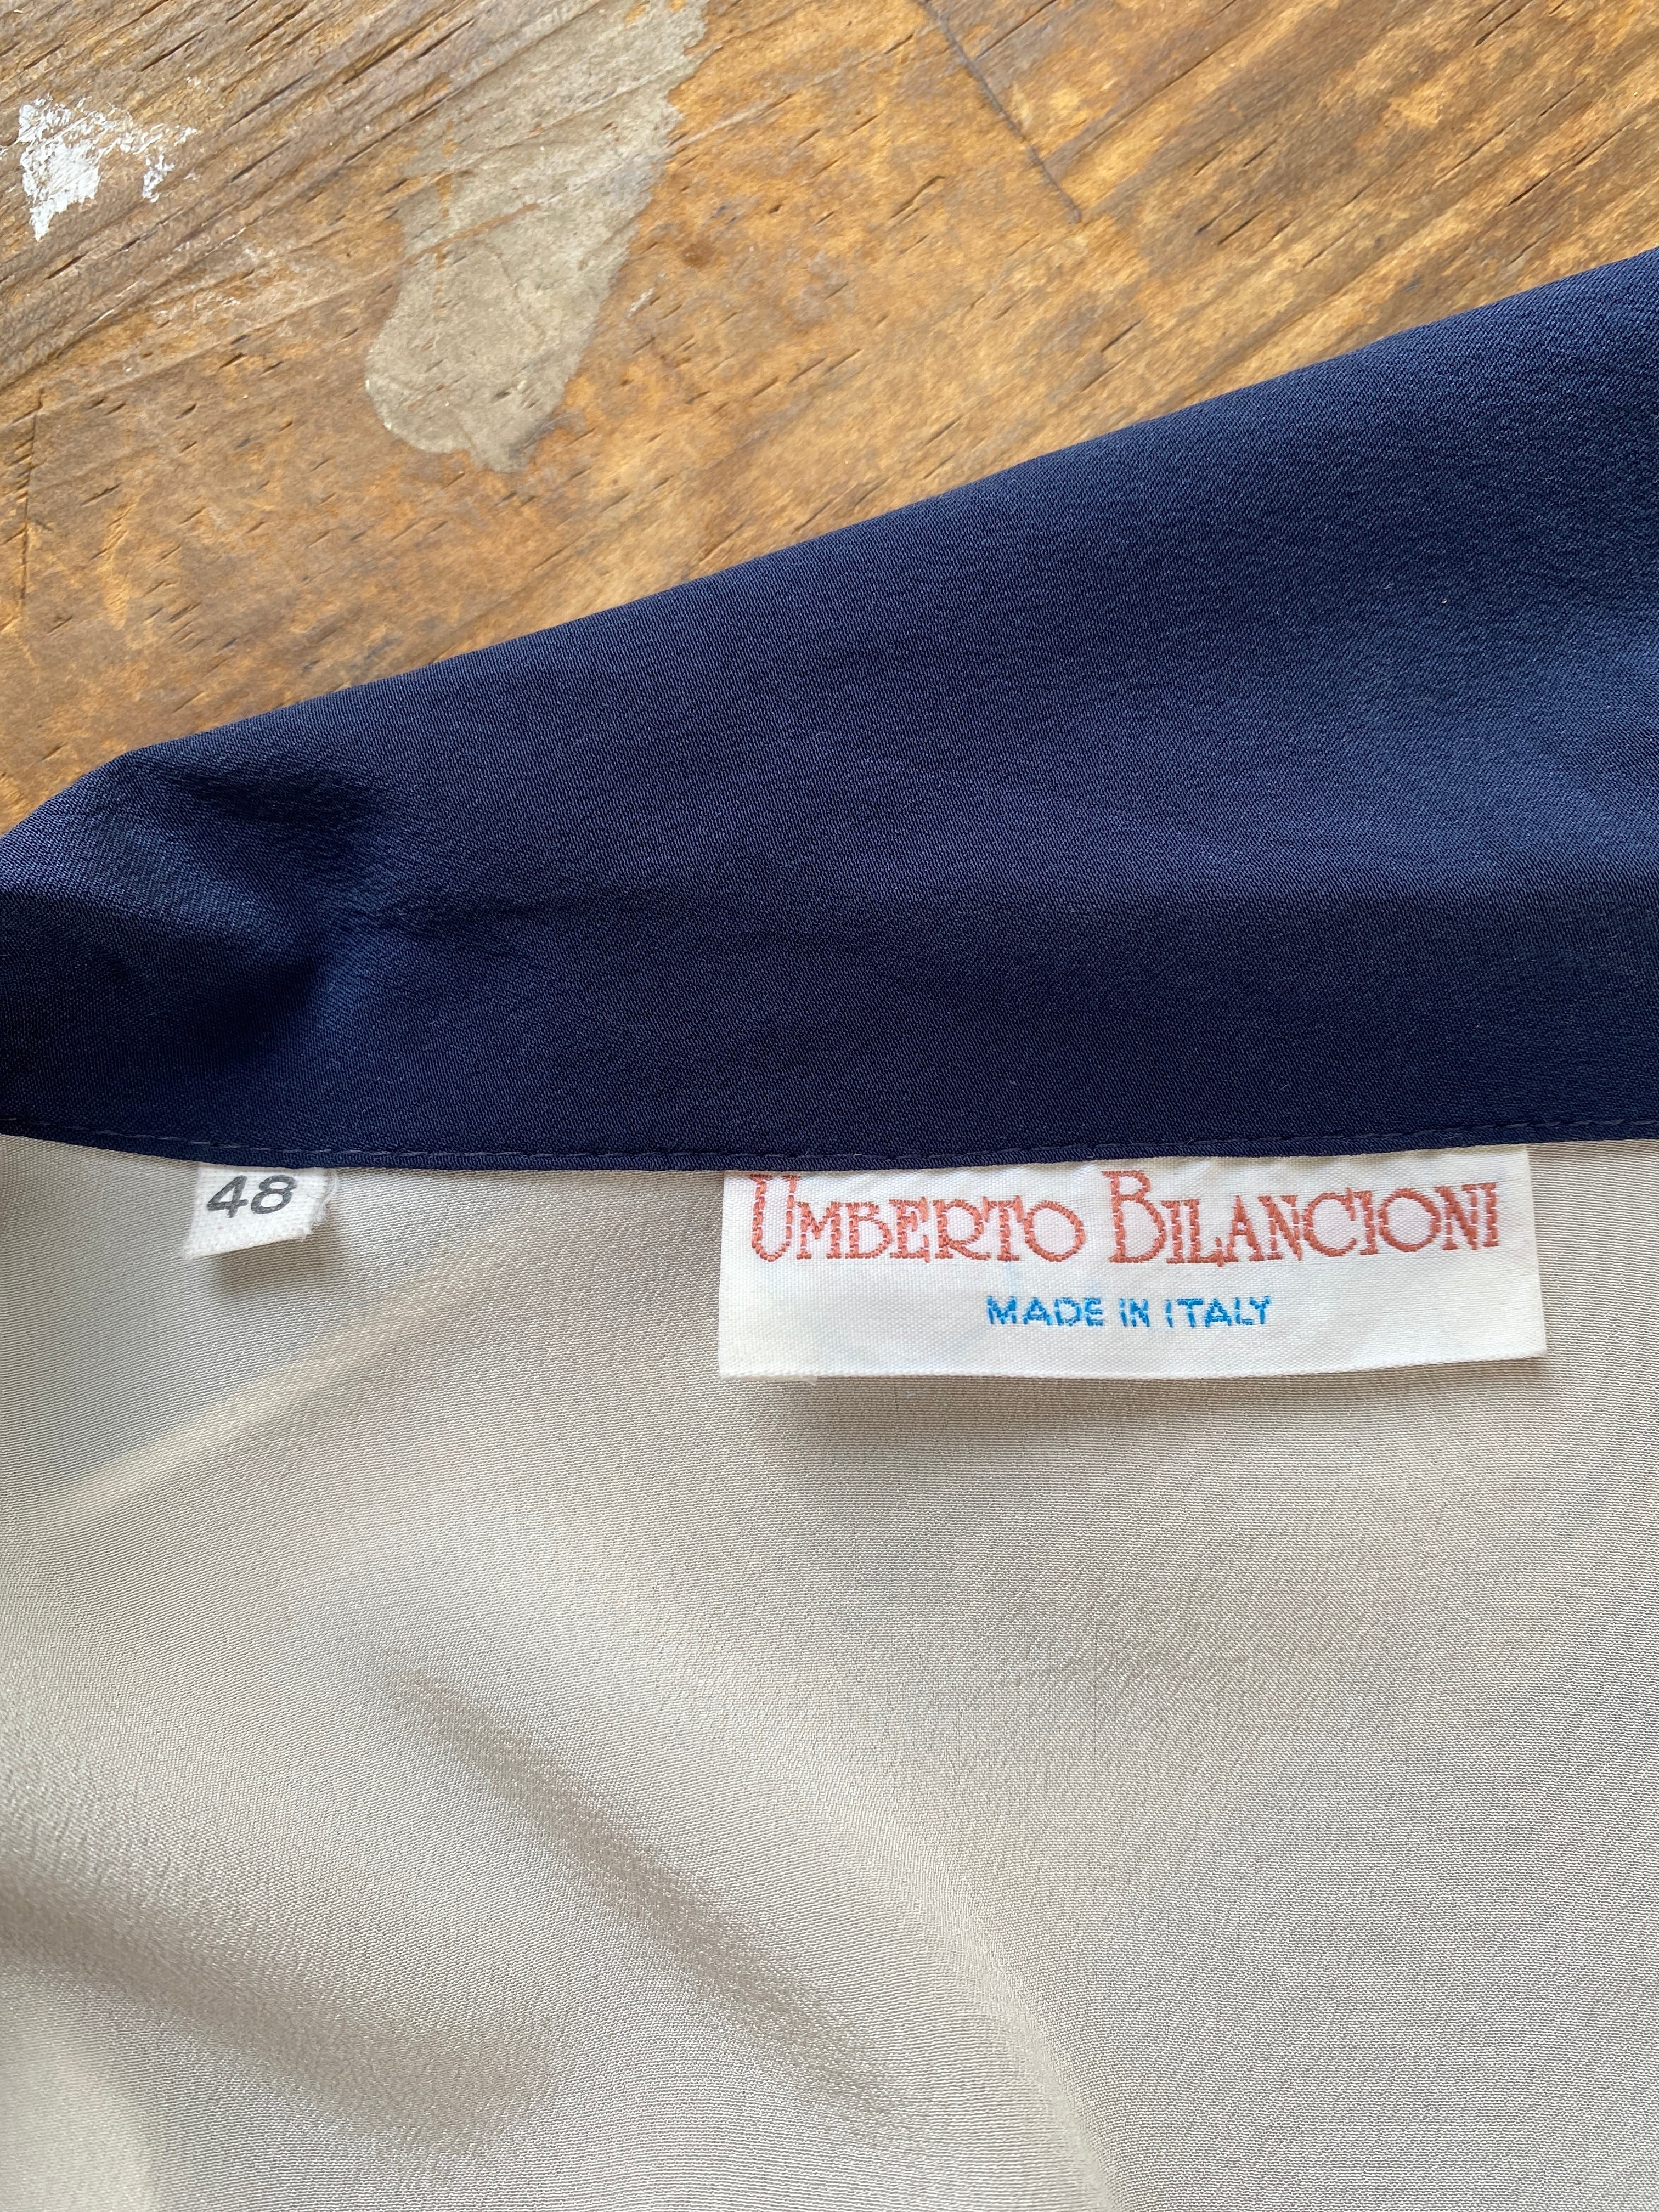 48
UMBERTO BILANCIONI
MADE IN ITALY